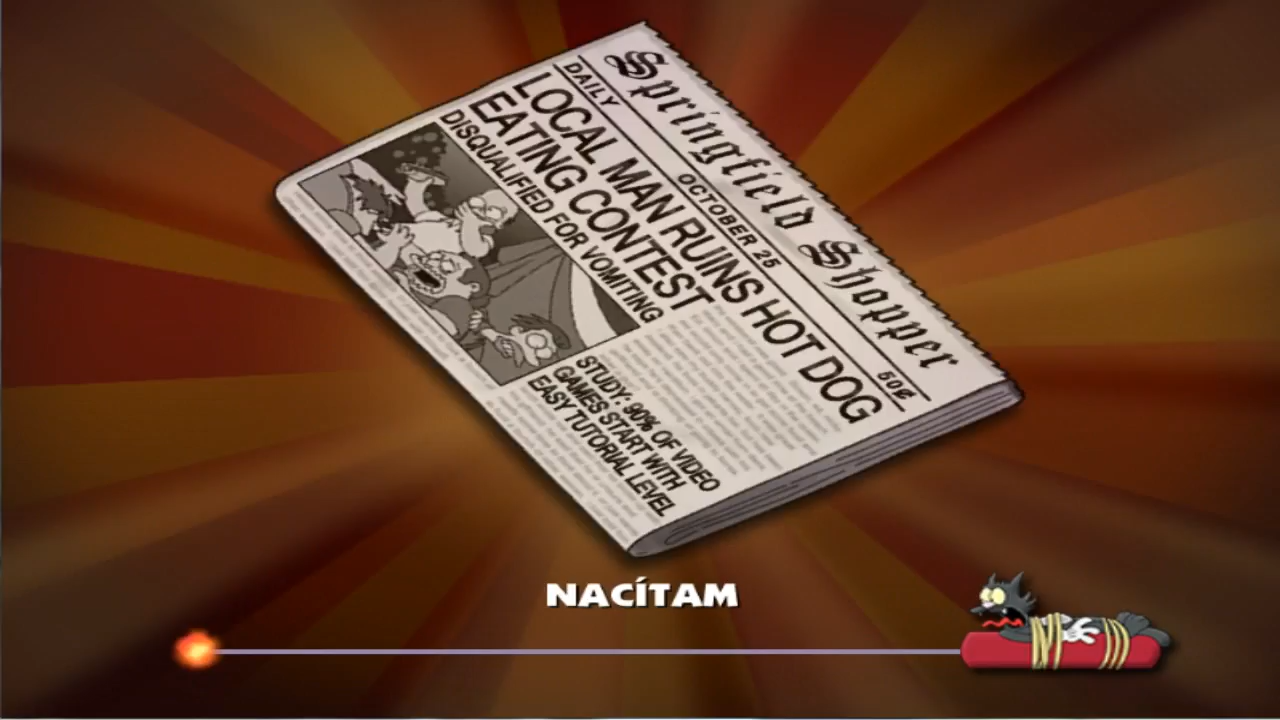 Springfield Shopper
DAILY OCTOBER 25 50¢
LOCAL MAN RUINS HOT DOG
EATING CONTEST
DISQUALIFIED FOR VOMITING
STUDY: 90% OF VIDEO
GAMES START WITH
EASY TUTORIAL LEVEL
NACÍTAM